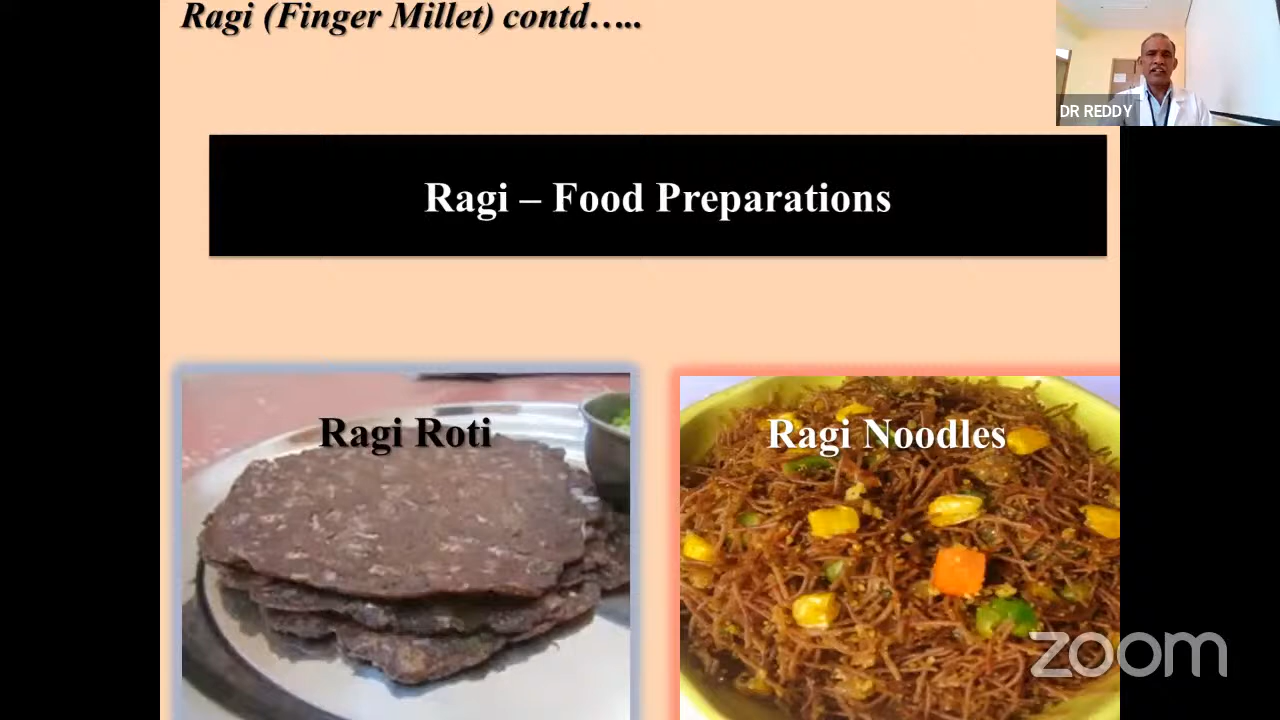 Ragi (Finger Millet) contd…..
DR REDDY
Ragi – Food Preparations
Ragi Roti
Ragi Noodles
zoom